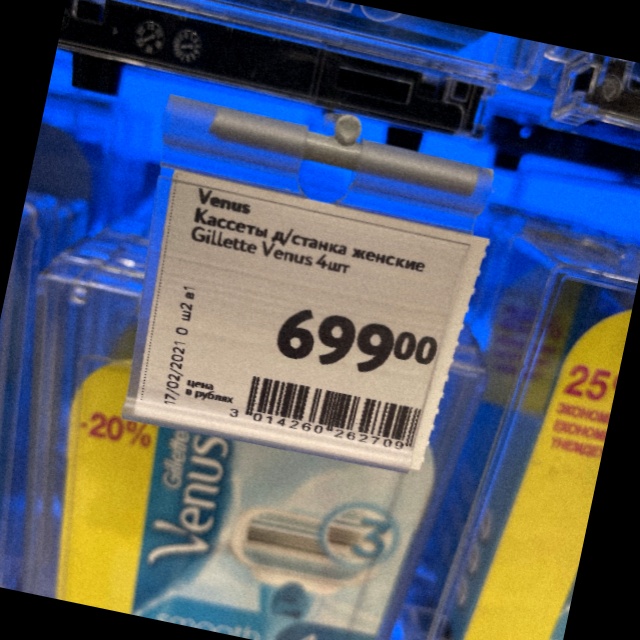 Venus
Кассеты д/станка женские
Gillette Venus 4шт
69900
17/02/2021 0 ш2 в1
цена
в рублях
3 014260 262709
-20%
Gillette
Venus
3
25